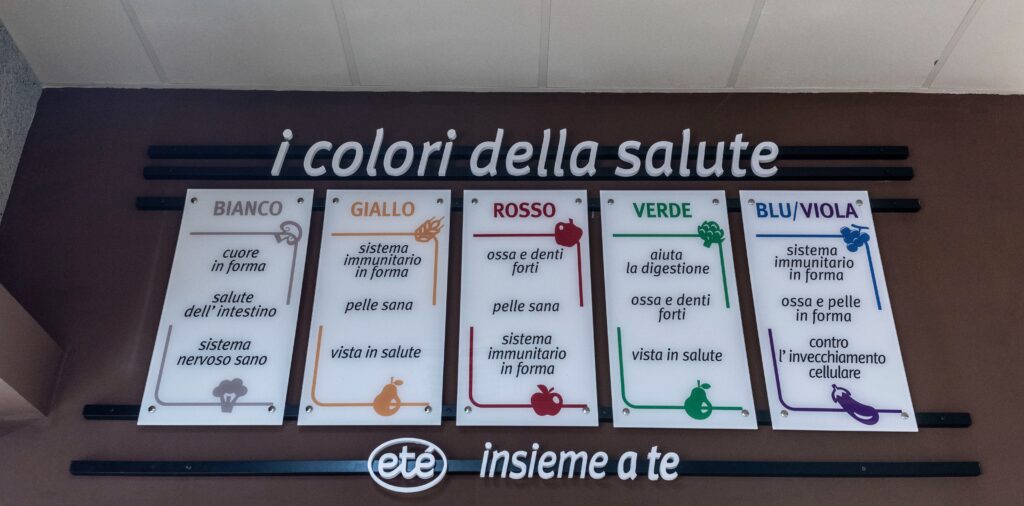 i colori della salute
BIANCO
cuore
in forma
salute
dell' intestino
sistema
nervoso sano
GIALLO
sistema
immunitario
in forma
pelle sana
vista in salute
ROSSO
ossa e denti
forti
pelle sana
sistema
immunitario
in forma
VERDE
aiuta
la digestione
ossa e denti
forti
vista in salute
BLU/VIOLA
sistema
immunitario
in forma
ossa e pelle
in forma
contro
l' invecchiamento
cellulare
eté insieme a te